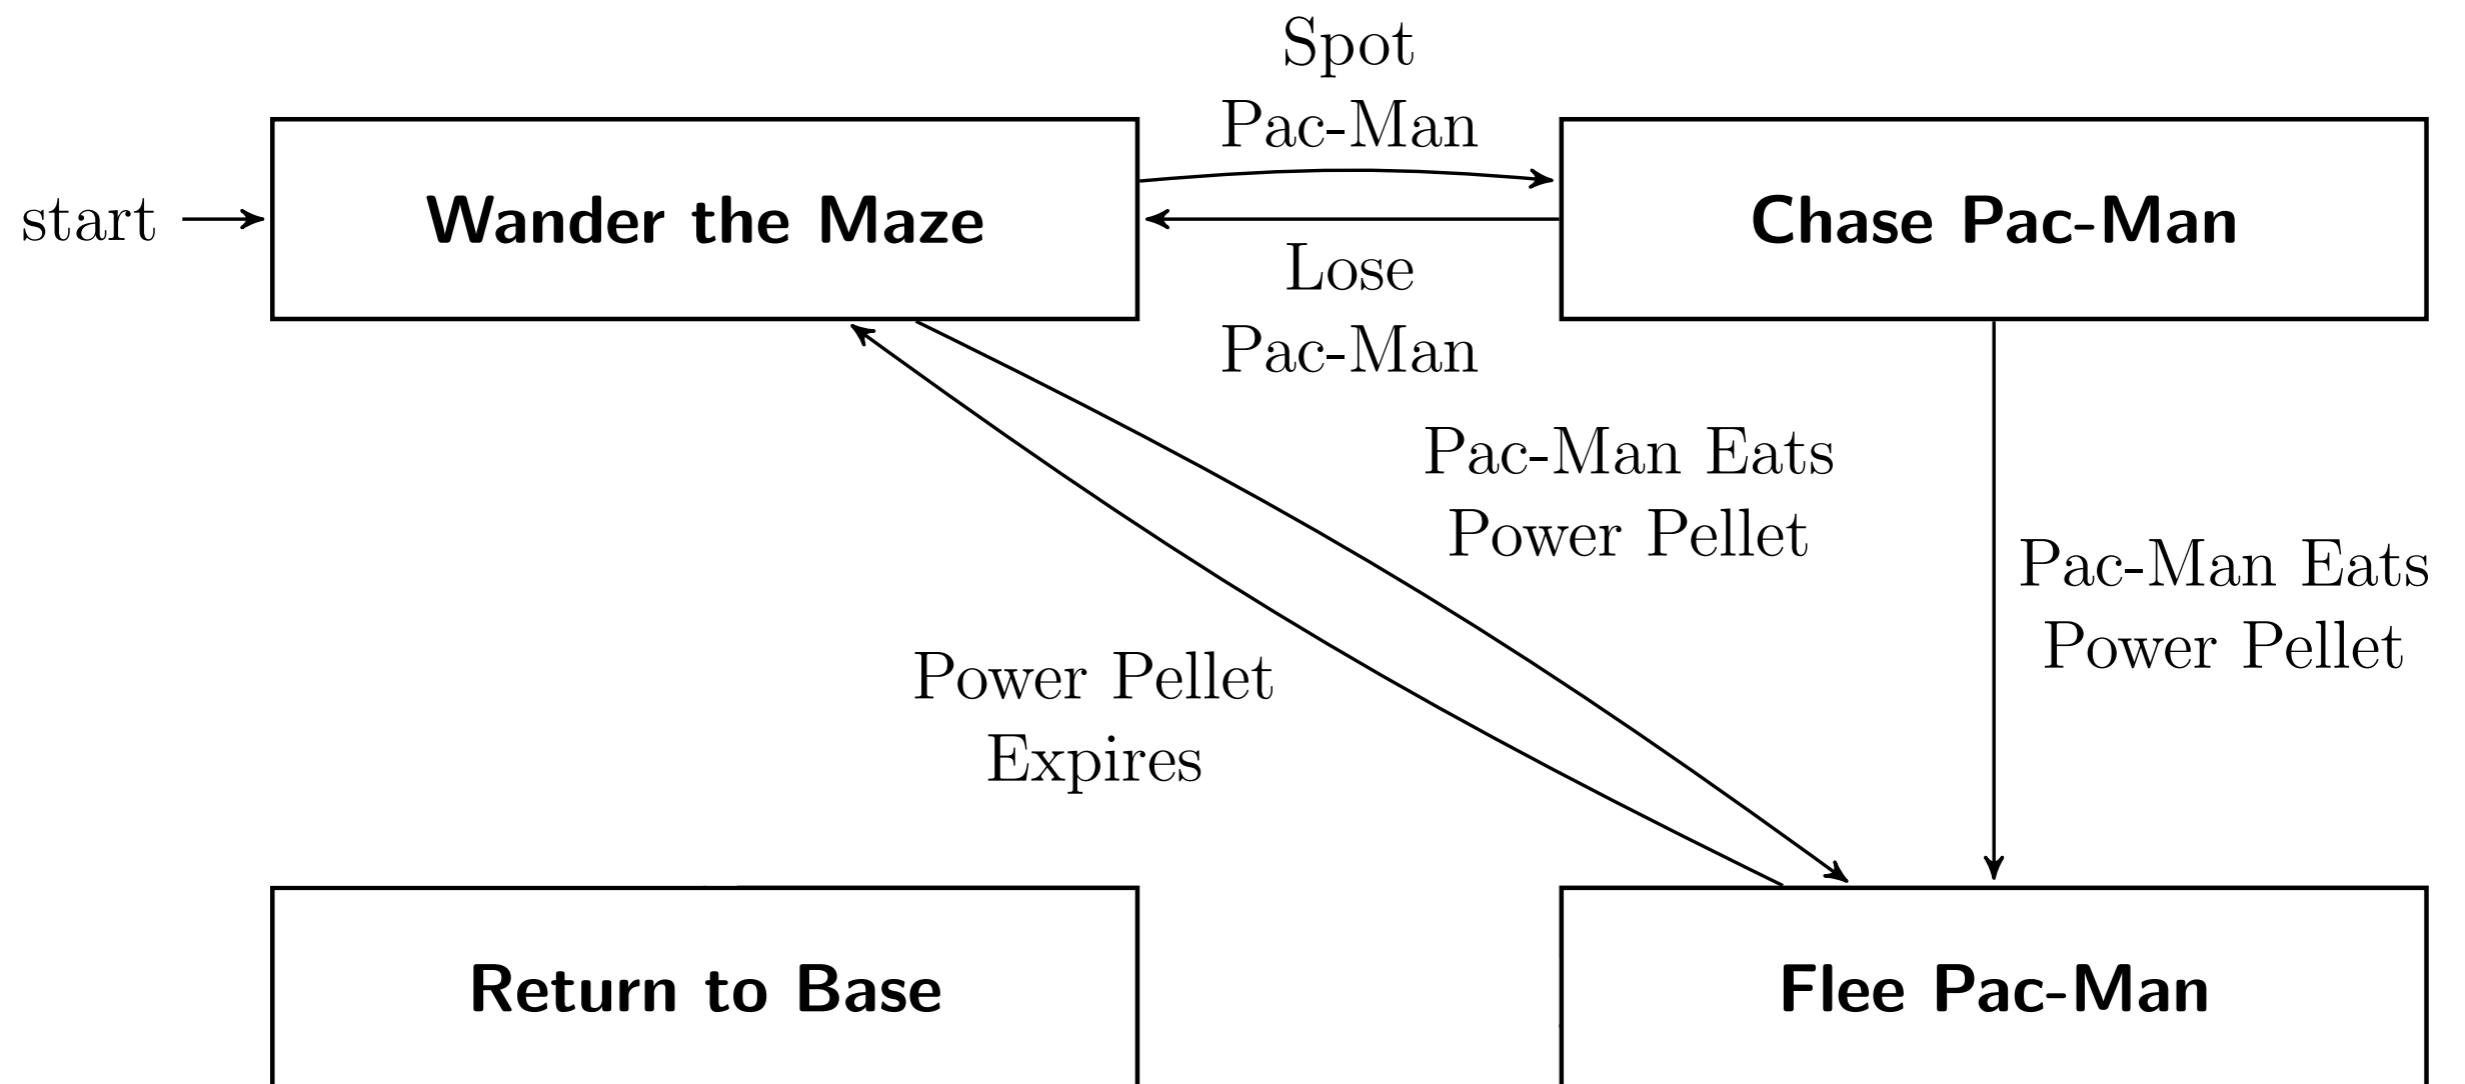 Spot
Pac-Man
start
Wander the Maze
Chase Pac-Man
Lose
Pac-Man
Pac-Man Eats
Power Pellet
Pac-Man Eats
Power Pellet
Power Pellet
Expires
Return to Base
Flee Pac-Man